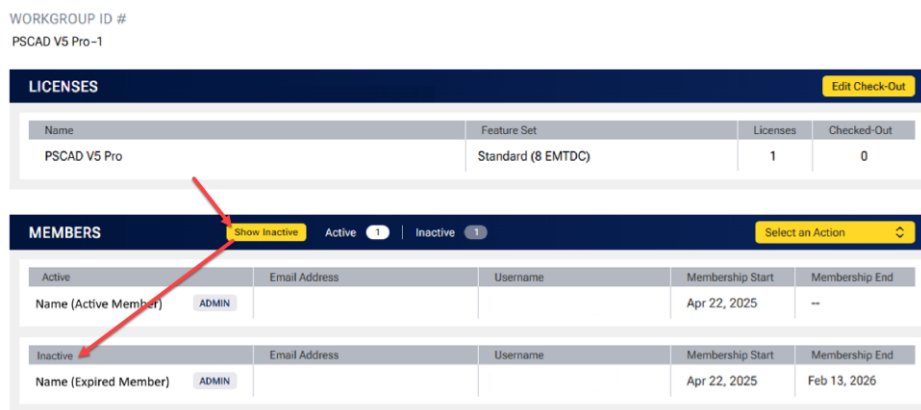 WORKGROUP ID #
PSCAD V5 Pro-1
LICENSES Edit Check-Out
Name Feature Set Licenses Checked-Out
PSCAD V5 Pro Standard (8 EMTDC) 1 0
MEMBERS Show Inactive Active 1 Inactive 1 Select an Action
Active Email Address Username Membership Start Membership End
Name (Active Member) ADMIN Apr 22, 2025 --
Inactive Email Address Username Membership Start Membership End
Name (Expired Member) ADMIN Apr 22, 2025 Feb 13, 2026